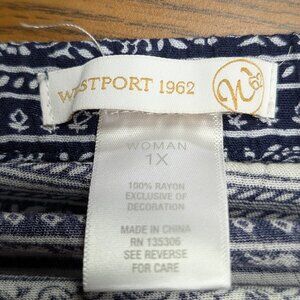 WESTPORT 1962
WOMAN
1X
100% RAYON
EXCLUSIVE OF
DECORATION
MADE IN CHINA
RN 135306
SEE REVERSE
FOR CARE